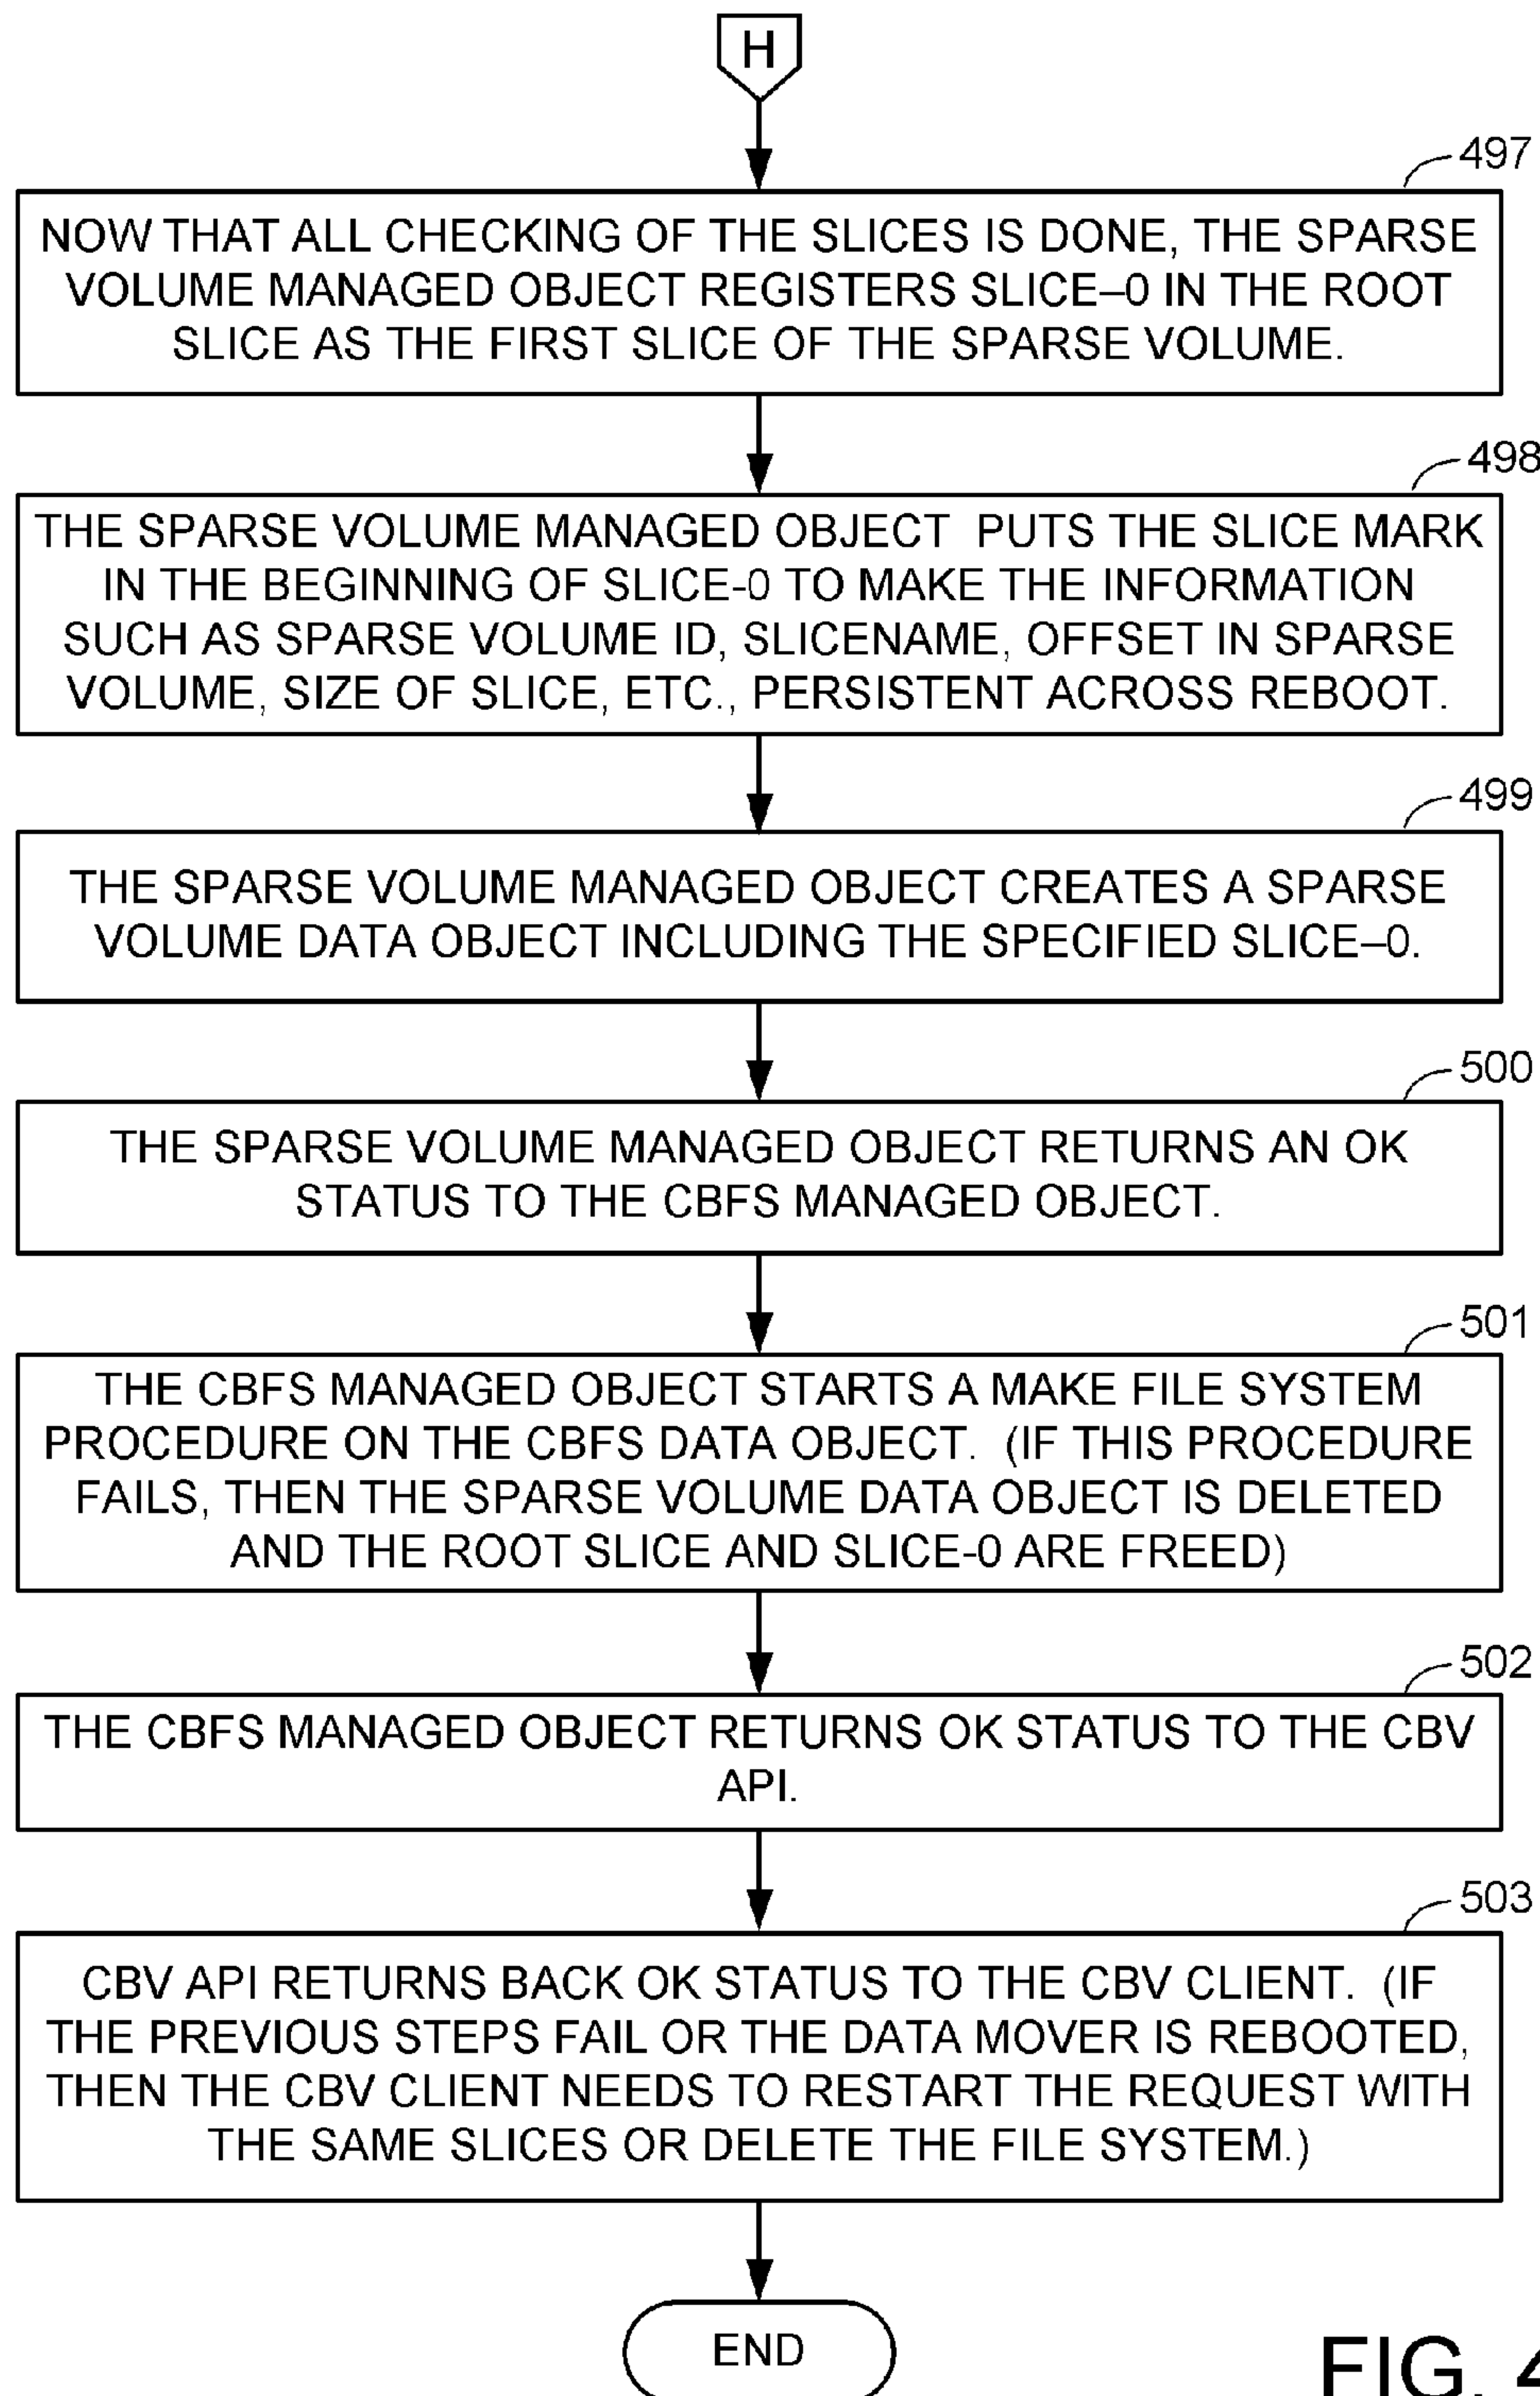 H
497
NOW THAT ALL CHECKING OF THE SLICES IS DONE, THE SPARSE
VOLUME MANAGED OBJECT REGISTERS SLICE–0 IN THE ROOT
SLICE AS THE FIRST SLICE OF THE SPARSE VOLUME.
498
THE SPARSE VOLUME MANAGED OBJECT PUTS THE SLICE MARK
IN THE BEGINNING OF SLICE-0 TO MAKE THE INFORMATION
SUCH AS SPARSE VOLUME ID, SLICENAME, OFFSET IN SPARSE
VOLUME, SIZE OF SLICE, ETC., PERSISTENT ACROSS REBOOT.
499
THE SPARSE VOLUME MANAGED OBJECT CREATES A SPARSE
VOLUME DATA OBJECT INCLUDING THE SPECIFIED SLICE–0.
500
THE SPARSE VOLUME MANAGED OBJECT RETURNS AN OK
STATUS TO THE CBFS MANAGED OBJECT.
501
THE CBFS MANAGED OBJECT STARTS A MAKE FILE SYSTEM
PROCEDURE ON THE CBFS DATA OBJECT. (IF THIS PROCEDURE
FAILS, THEN THE SPARSE VOLUME DATA OBJECT IS DELETED
AND THE ROOT SLICE AND SLICE-0 ARE FREED)
502
THE CBFS MANAGED OBJECT RETURNS OK STATUS TO THE CBV
API.
503
CBV API RETURNS BACK OK STATUS TO THE CBV CLIENT. (IF
THE PREVIOUS STEPS FAIL OR THE DATA MOVER IS REBOOTED,
THEN THE CBV CLIENT NEEDS TO RESTART THE REQUEST WITH
THE SAME SLICES OR DELETE THE FILE SYSTEM.)
END
FIG.